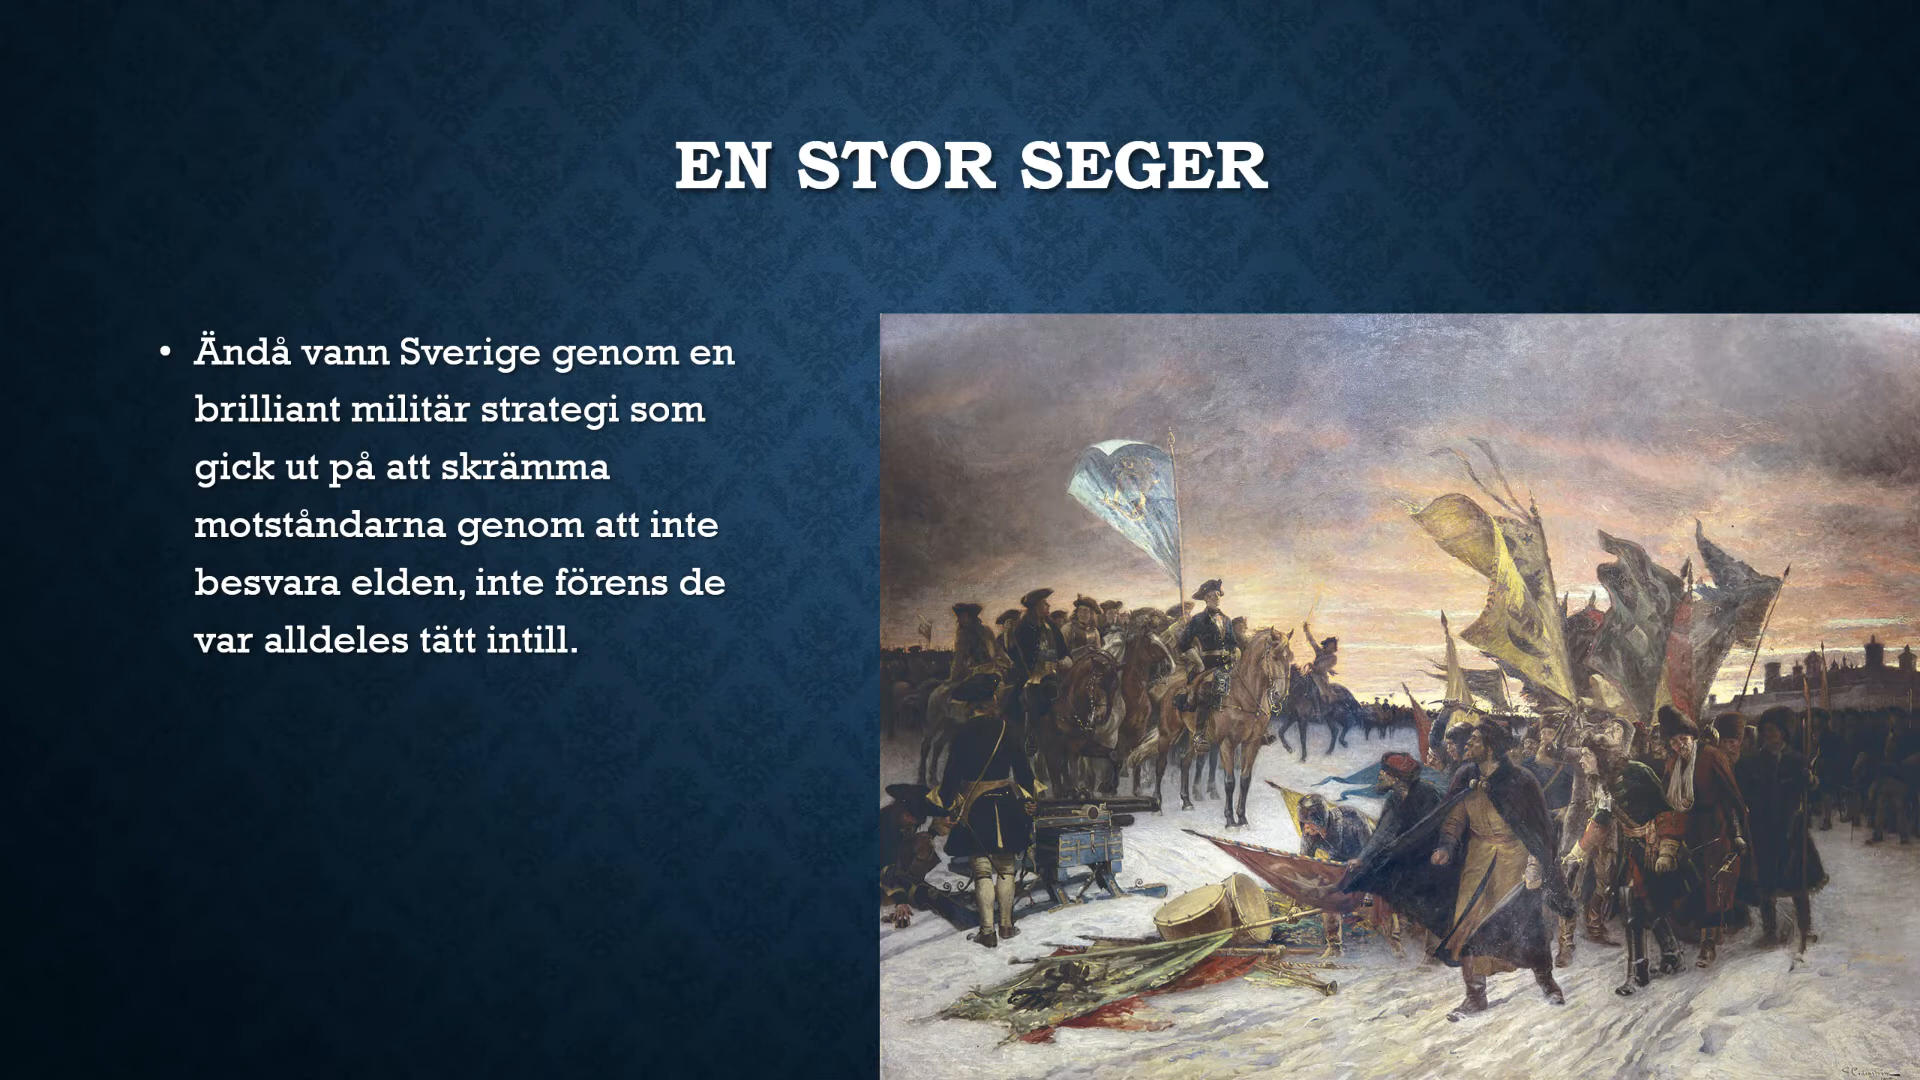 EN STOR SEGER
• Ändå vann Sverige genom en
brilliant militär strategi som
gick ut på att skrämma
motståndarna genom att inte
besvara elden, inte förens de
var alldeles tätt intill.